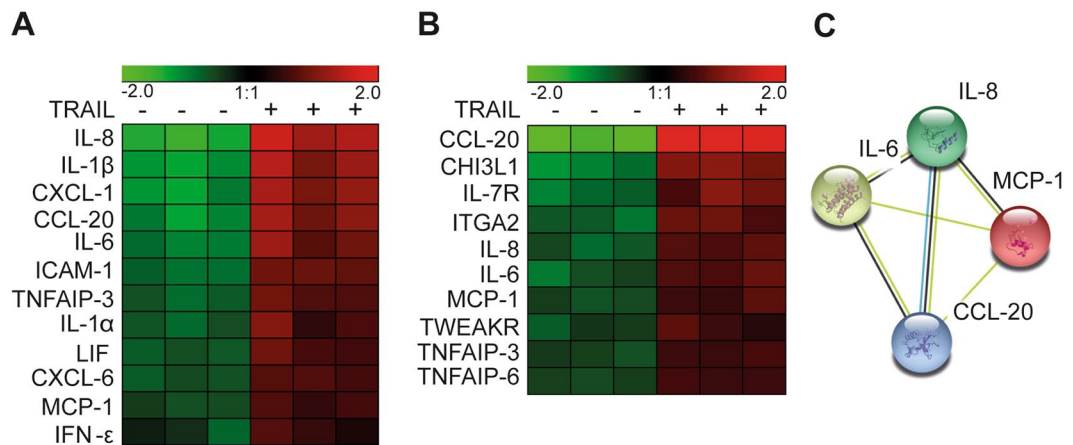 A
-2.0 1:1 2.0
TRAIL - - - + + +
IL-8
IL-1β
CXCL-1
CCL-20
IL-6
ICAM-1
TNFAIP-3
IL-1α
LIF
CXCL-6
MCP-1
IFN-ε
B
-2.0 1:1 2.0
TRAIL - - - + + +
CCL-20
CHI3L1
IL-7R
ITGA2
IL-8
IL-6
MCP-1
TWEAKR
TNFAIP-3
TNFAIP-6
C
IL-8
IL-6
MCP-1
CCL-20